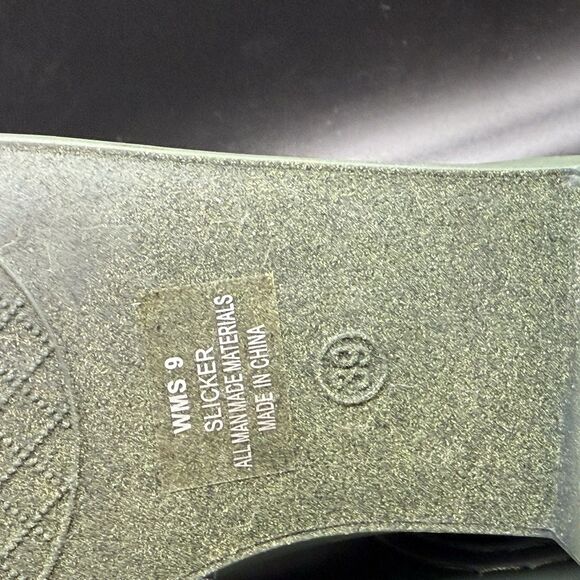 WMS 9
SLICKER
ALL MAN MADE MATERIALS
MADE IN CHINA
39